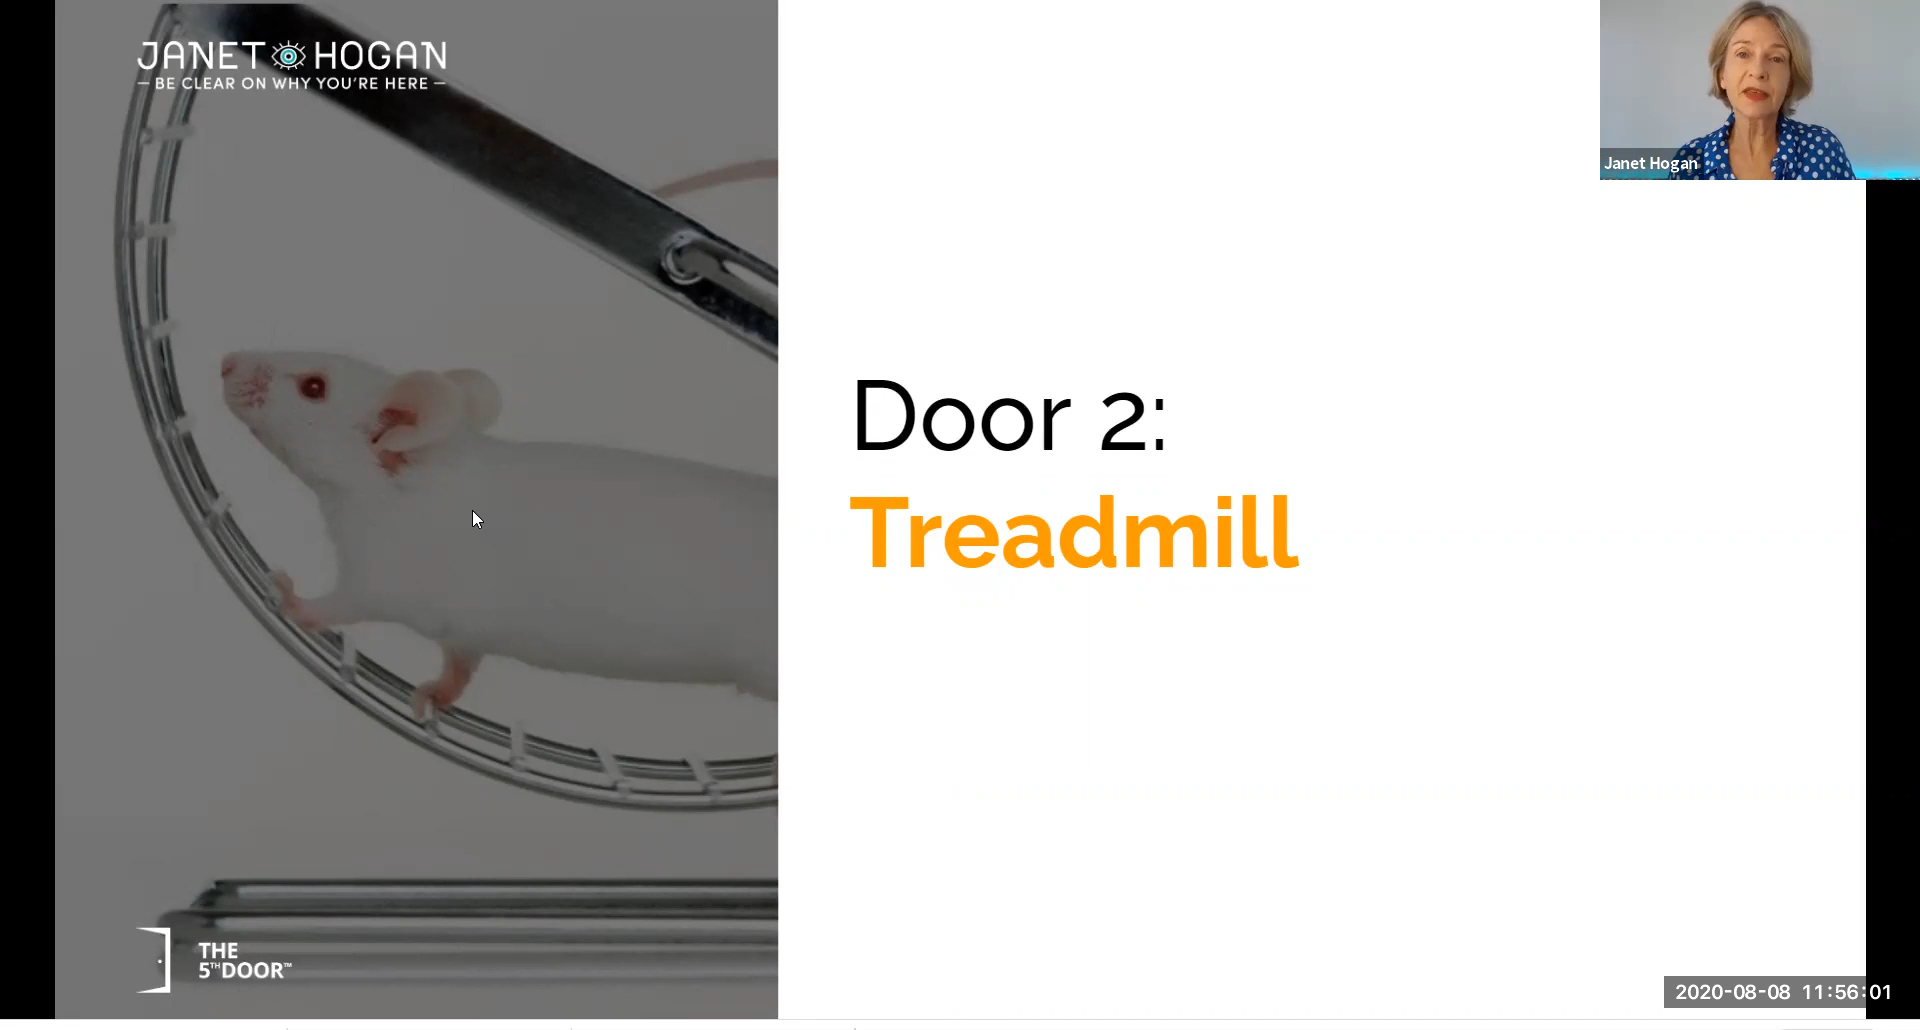 JANET HOGAN
— BE CLEAR ON WHY YOU'RE HERE —
Janet Hogan
Door 2:
Treadmill
THE
5TH DOOR™
2020-08-08 11:56:01